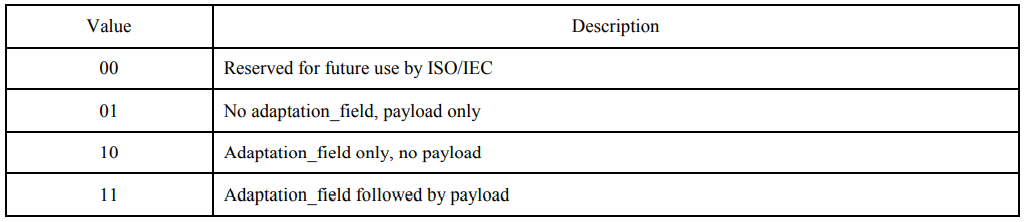 Value Description
00 Reserved for future use by ISO/IEC
01 No adaptation_field, payload only
10 Adaptation_field only, no payload
11 Adaptation_field followed by payload